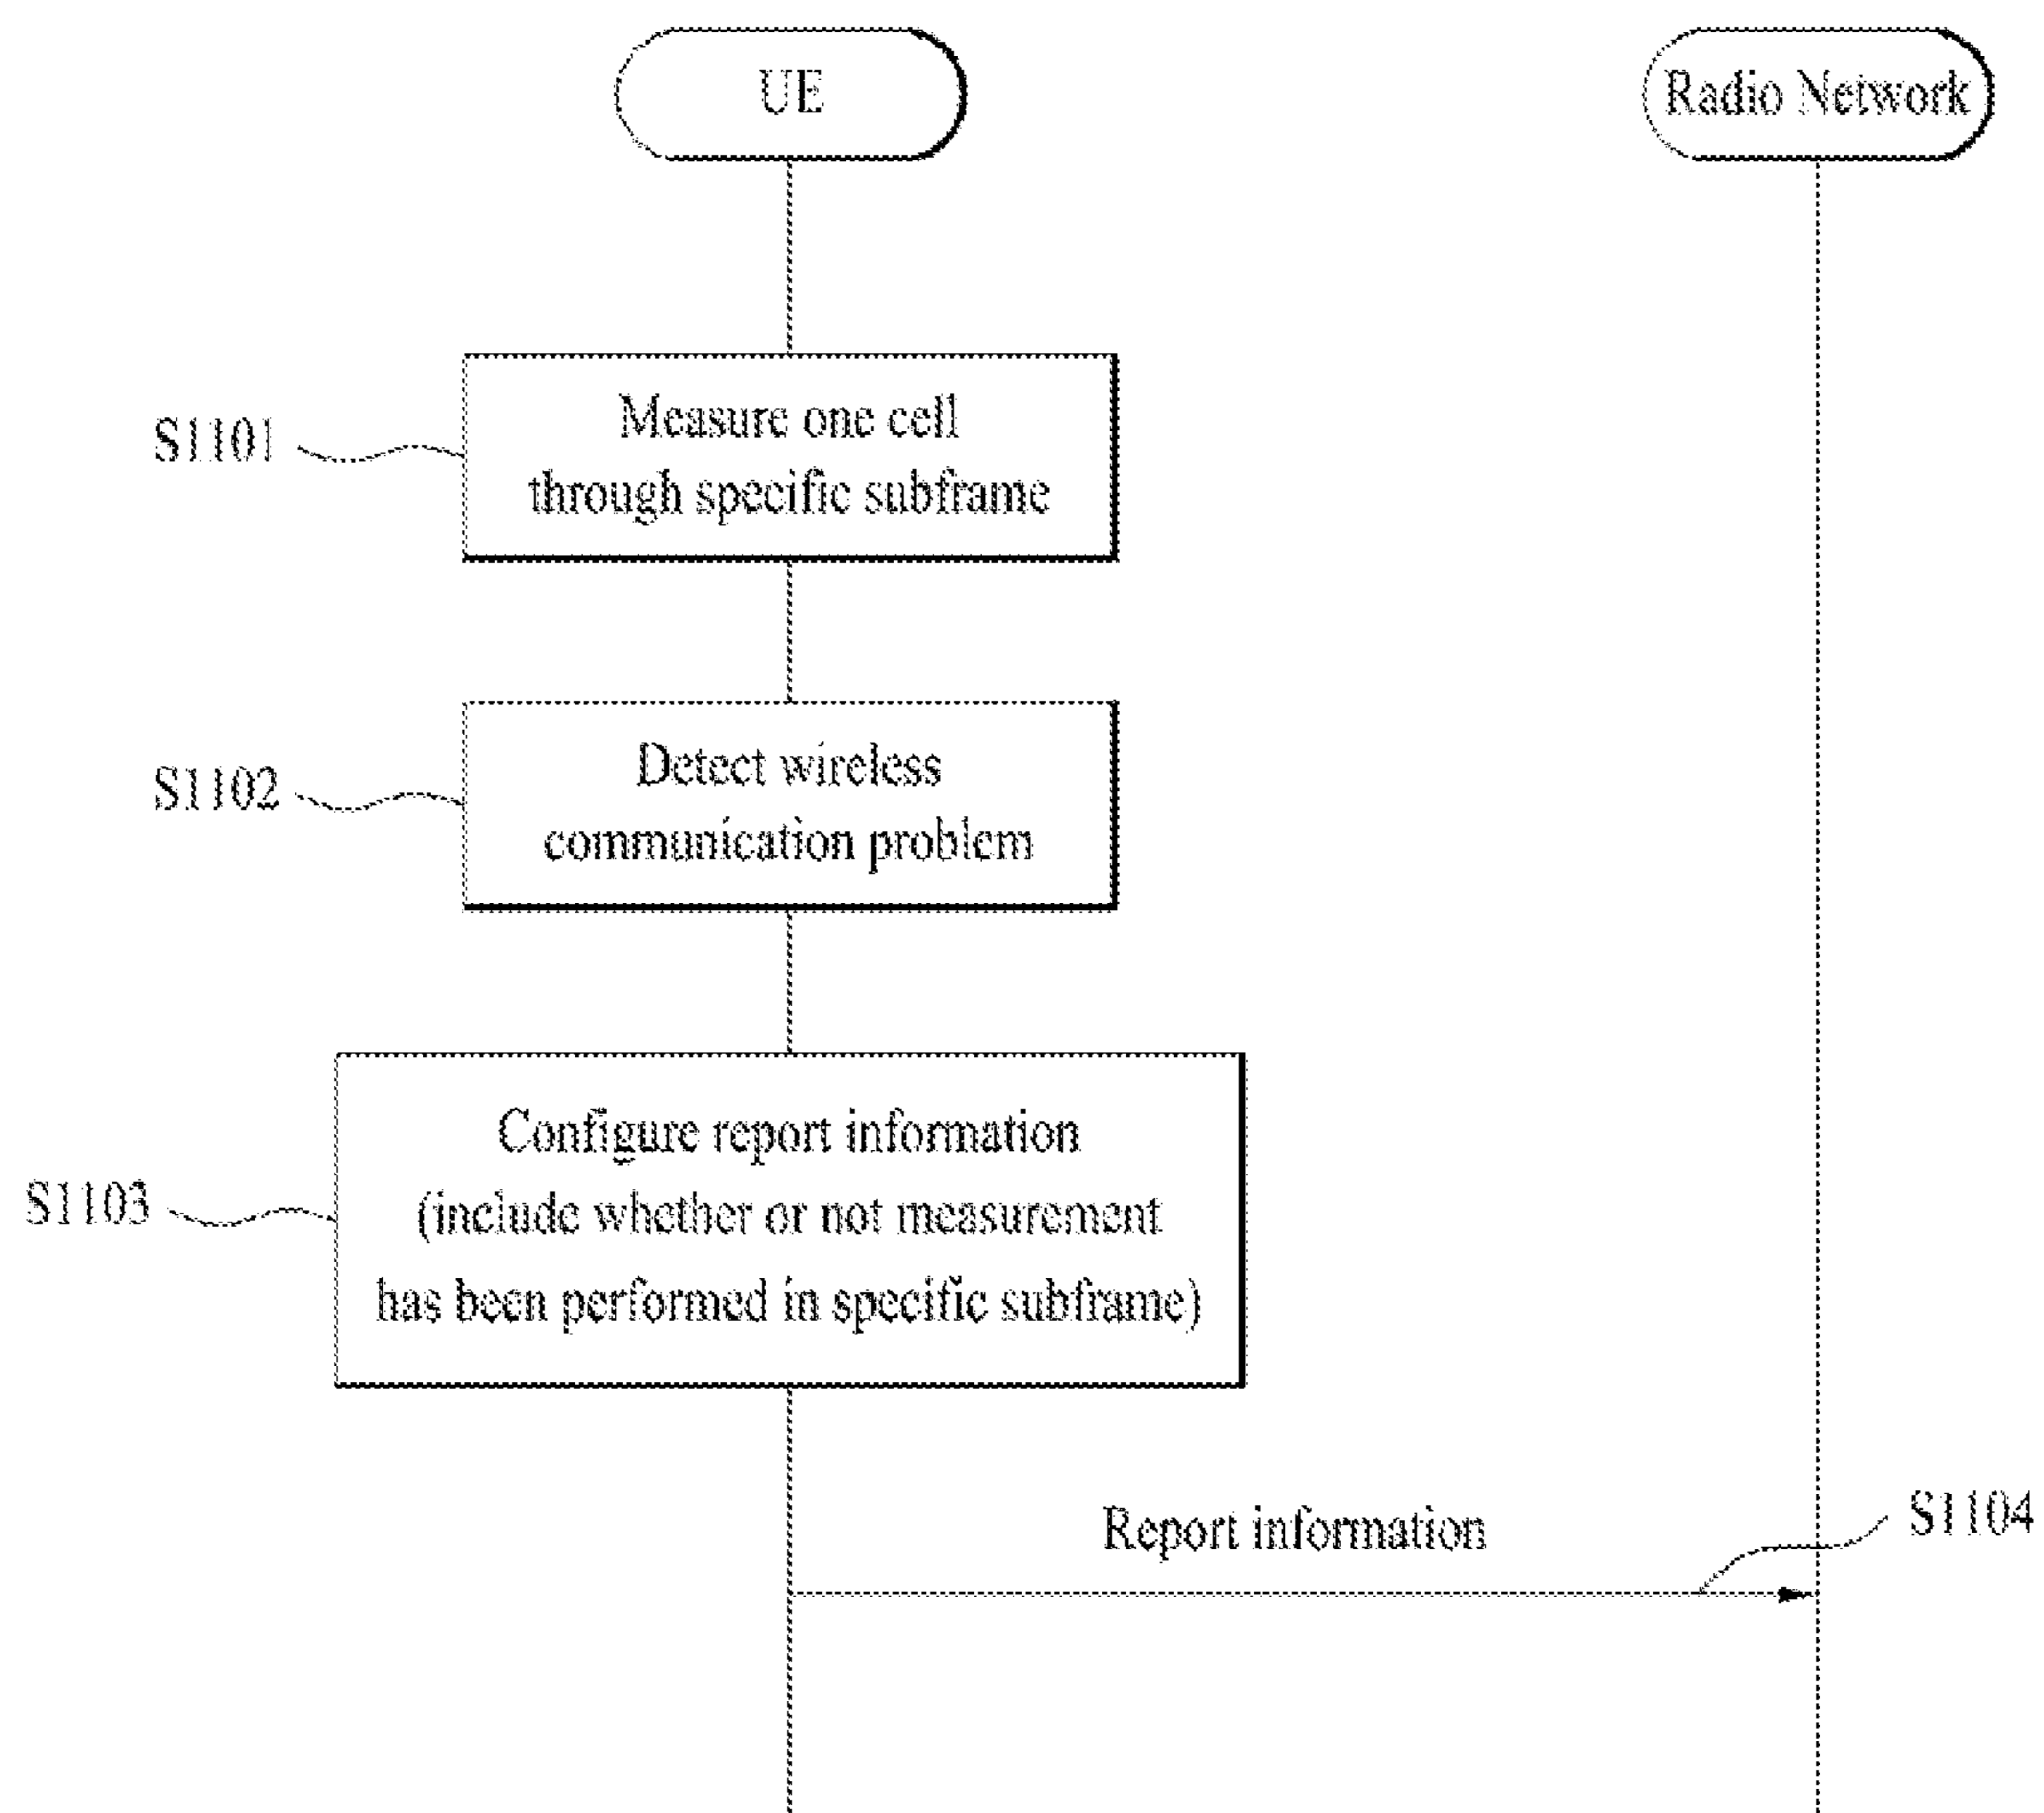 UE
Radio Network
S1101
Measure one cell
through specific subframe
S1102
Detect wireless
communication problem
S1103
Configure report information
(include whether or not measurement
has been performed in specific subframe)
Report information
S1104